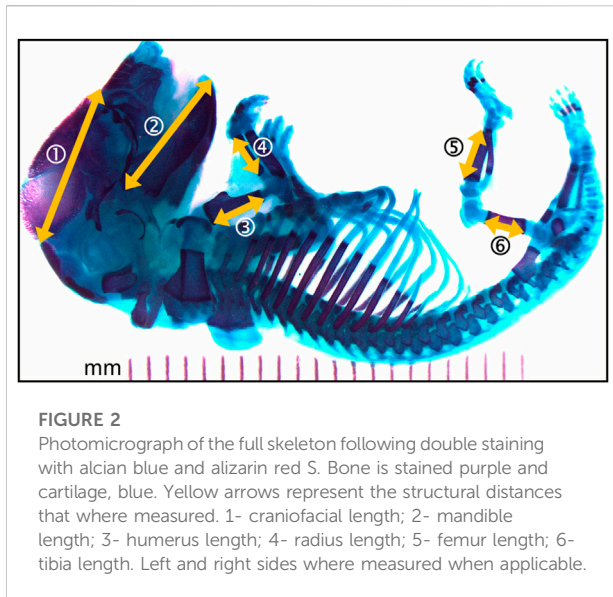 ①
②
③
④
⑤
⑥
mm
FIGURE 2
Photomicrograph of the full skeleton following double staining
with alcian blue and alizarin red S. Bone is stained purple and
cartilage, blue. Yellow arrows represent the structural distances
that where measured. 1- craniofacial length; 2- mandible
length; 3- humerus length; 4- radius length; 5- femur length; 6-
tibia length. Left and right sides where measured when applicable.